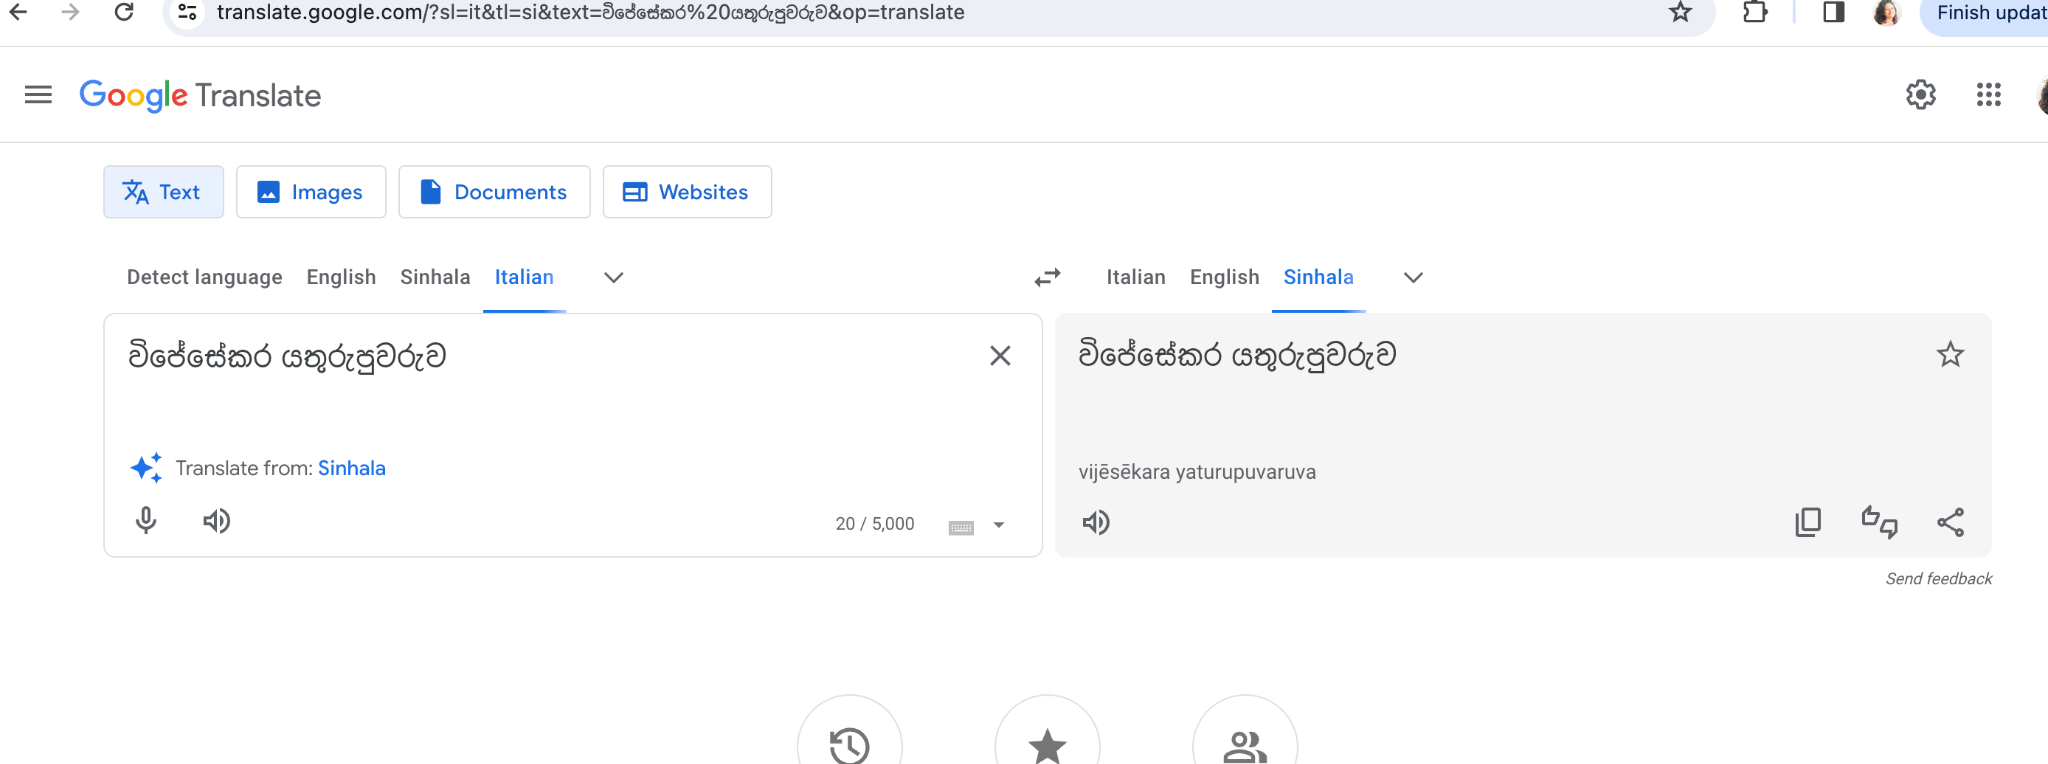 translate.google.com/?sl=it&tl=si&text=විජේසේකර%20යතුරුපුවරුව&op=translate
Finish updat
Google Translate
Text Images Documents Websites
Detect language English Sinhala Italian Italian English Sinhala
විජේසේකර යතුරුපුවරුව
විජේසේකර යතුරුපුවරුව
Translate from: Sinhala
vijēsēkara yaturupuvaruva
20 / 5,000
Send feedback